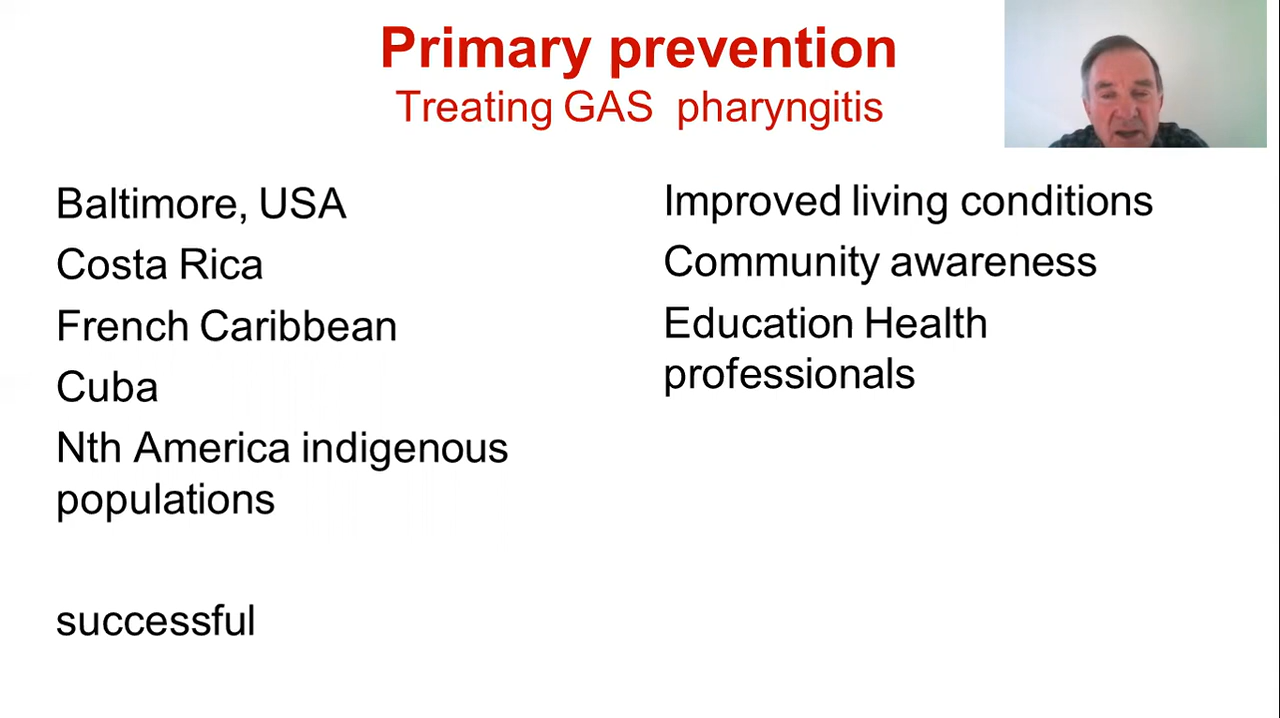 Primary prevention
Treating GAS pharyngitis
Baltimore, USA
Costa Rica
French Caribbean
Cuba
Nth America indigenous
populations
successful
Improved living conditions
Community awareness
Education Health
professionals